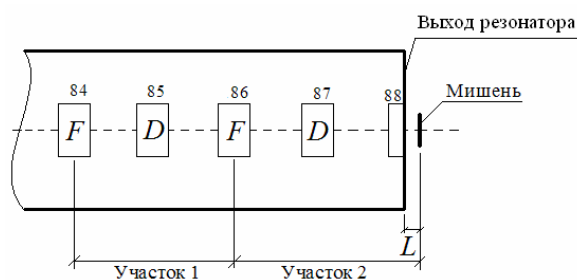 Выход резонатора
84
85
86
87
88
Мишень
F
D
F
D
L
Участок 1
Участок 2